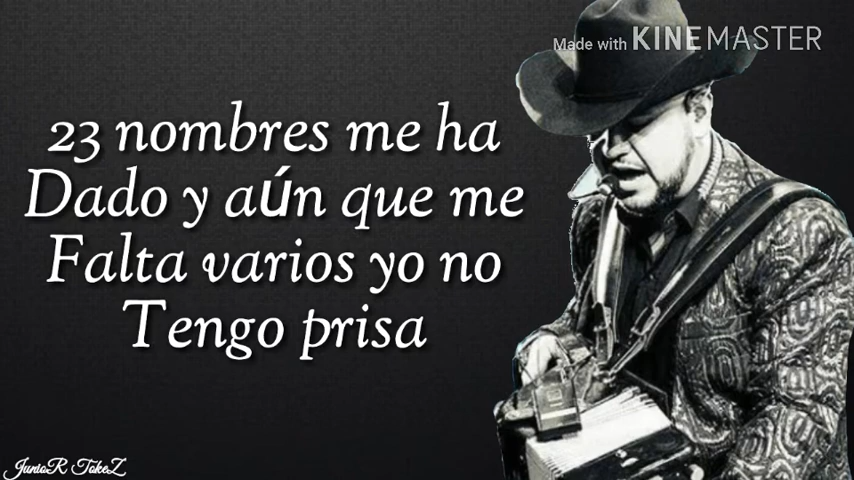 Made with KINEMASTER
23 nombres me ha
Dado y aún que me
Falta varios yo no
Tengo prisa
JunioR TokeZ